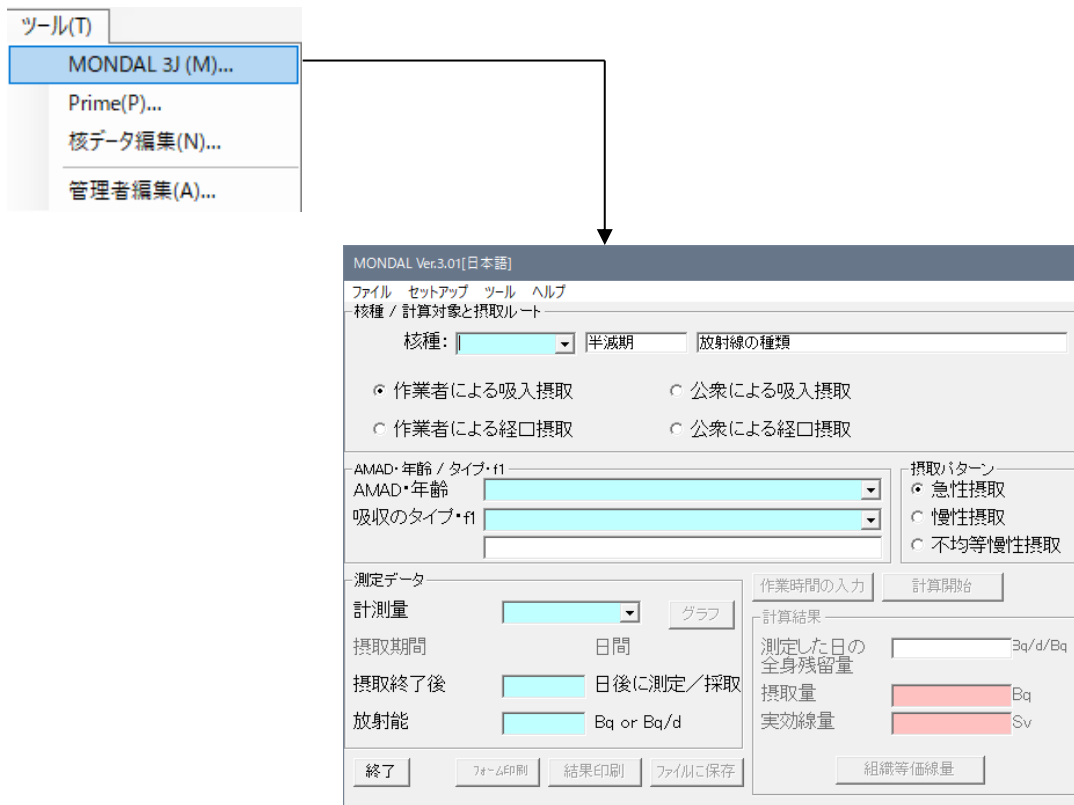 ツール(T)
MONDAL 3J (M)...
Prime(P)...
核データ編集(N)...
管理者編集(A)...
MONDAL Ver.3.01[日本語]
ファイル セットアップ ツール ヘルプ
核種 / 計算対象と摂取ルート
核種: 半減期 放射線の種類
作業者による吸入摂取 公衆による吸入摂取
作業者による経口摂取 公衆による経口摂取
AMAD・年齢 / タイプ・f1
AMAD・年齢
吸収のタイプ・f1
摂取パターン
急性摂取
慢性摂取
不均等慢性摂取
測定データ
計測量 グラフ
摂取期間 日間
摂取終了後 日後に測定／採取
放射能 Bq or Bq/d
作業時間の入力 計算開始
計算結果
測定した日の
全身残留量 Bq/d/Bq
摂取量 Bq
実効線量 Sv
組織等価線量
終了 フォーム印刷 結果印刷 ファイルに保存